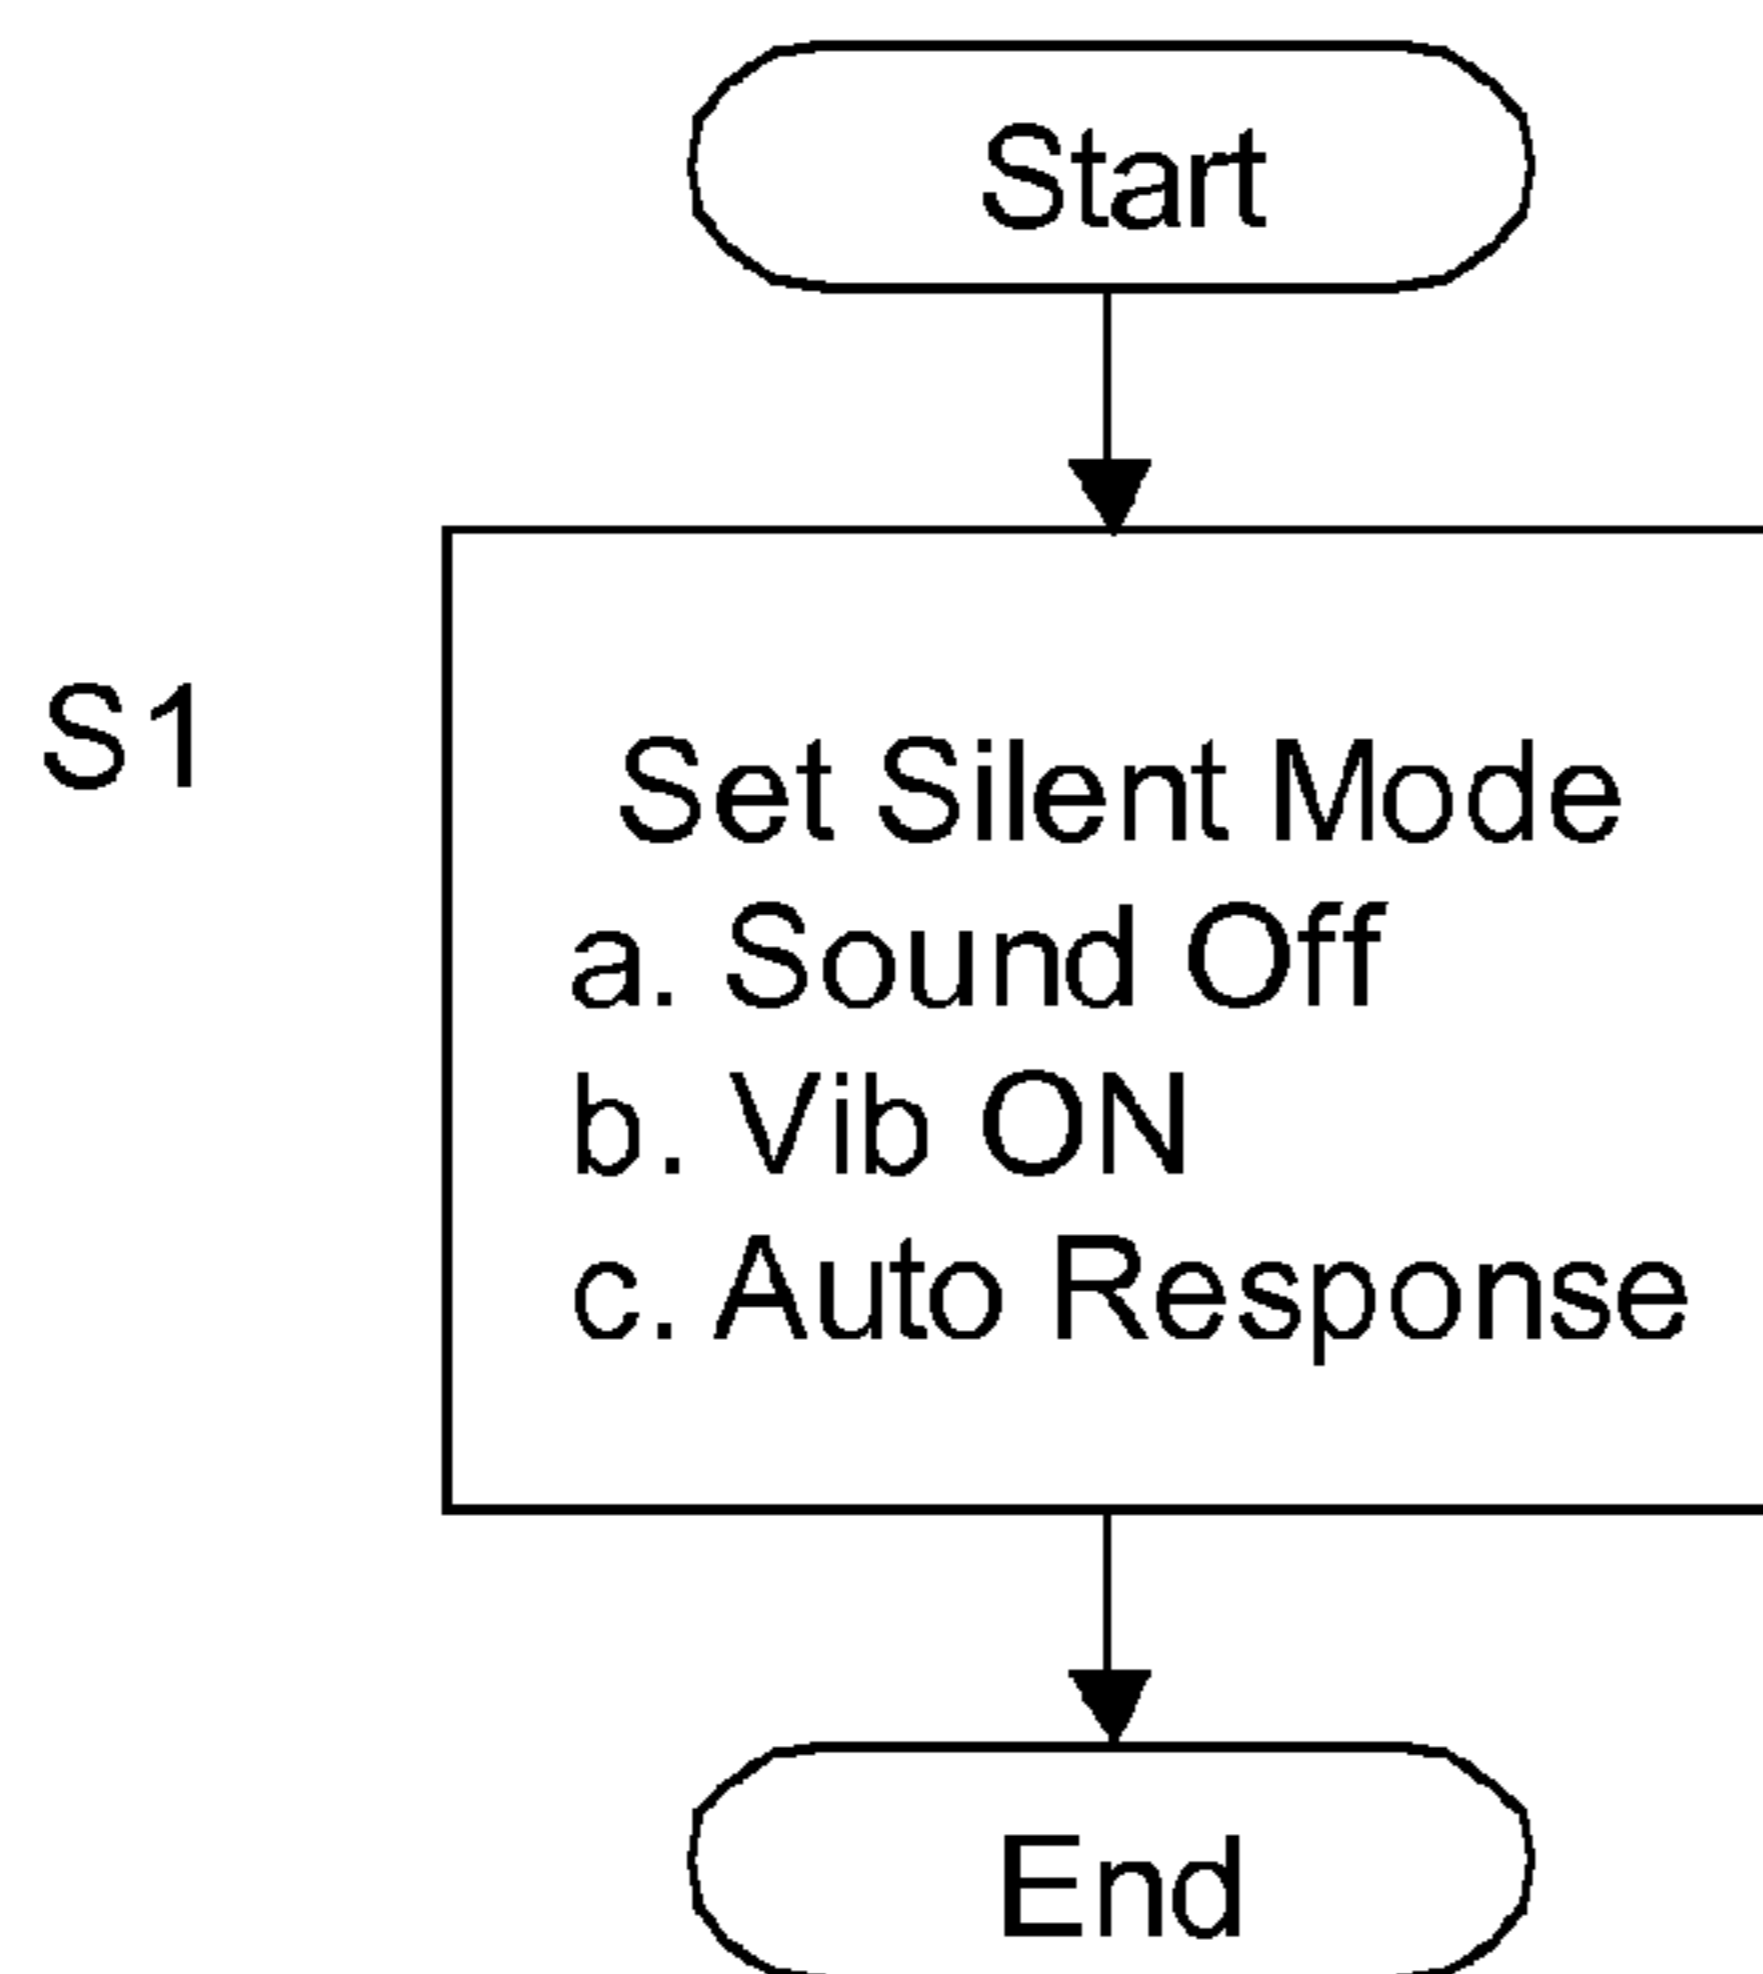 Start
S1
Set Silent Mode
a. Sound Off
b. Vib ON
c. Auto Response
End